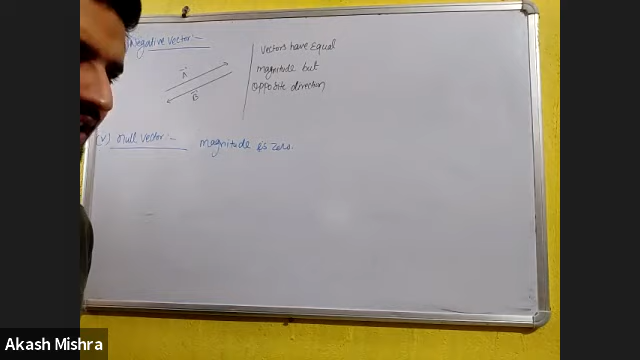 Negative Vector:-
Vectors have Equal
magnitude but
opposite direction
A
B
(v) Null Vector:-
magnitude is zero.
Akash Mishra